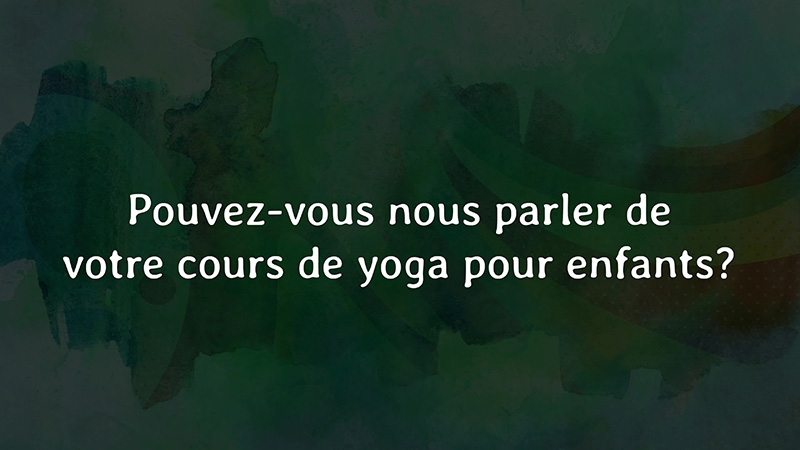 Pouvez-vous nous parler de
votre cours de yoga pour enfants?